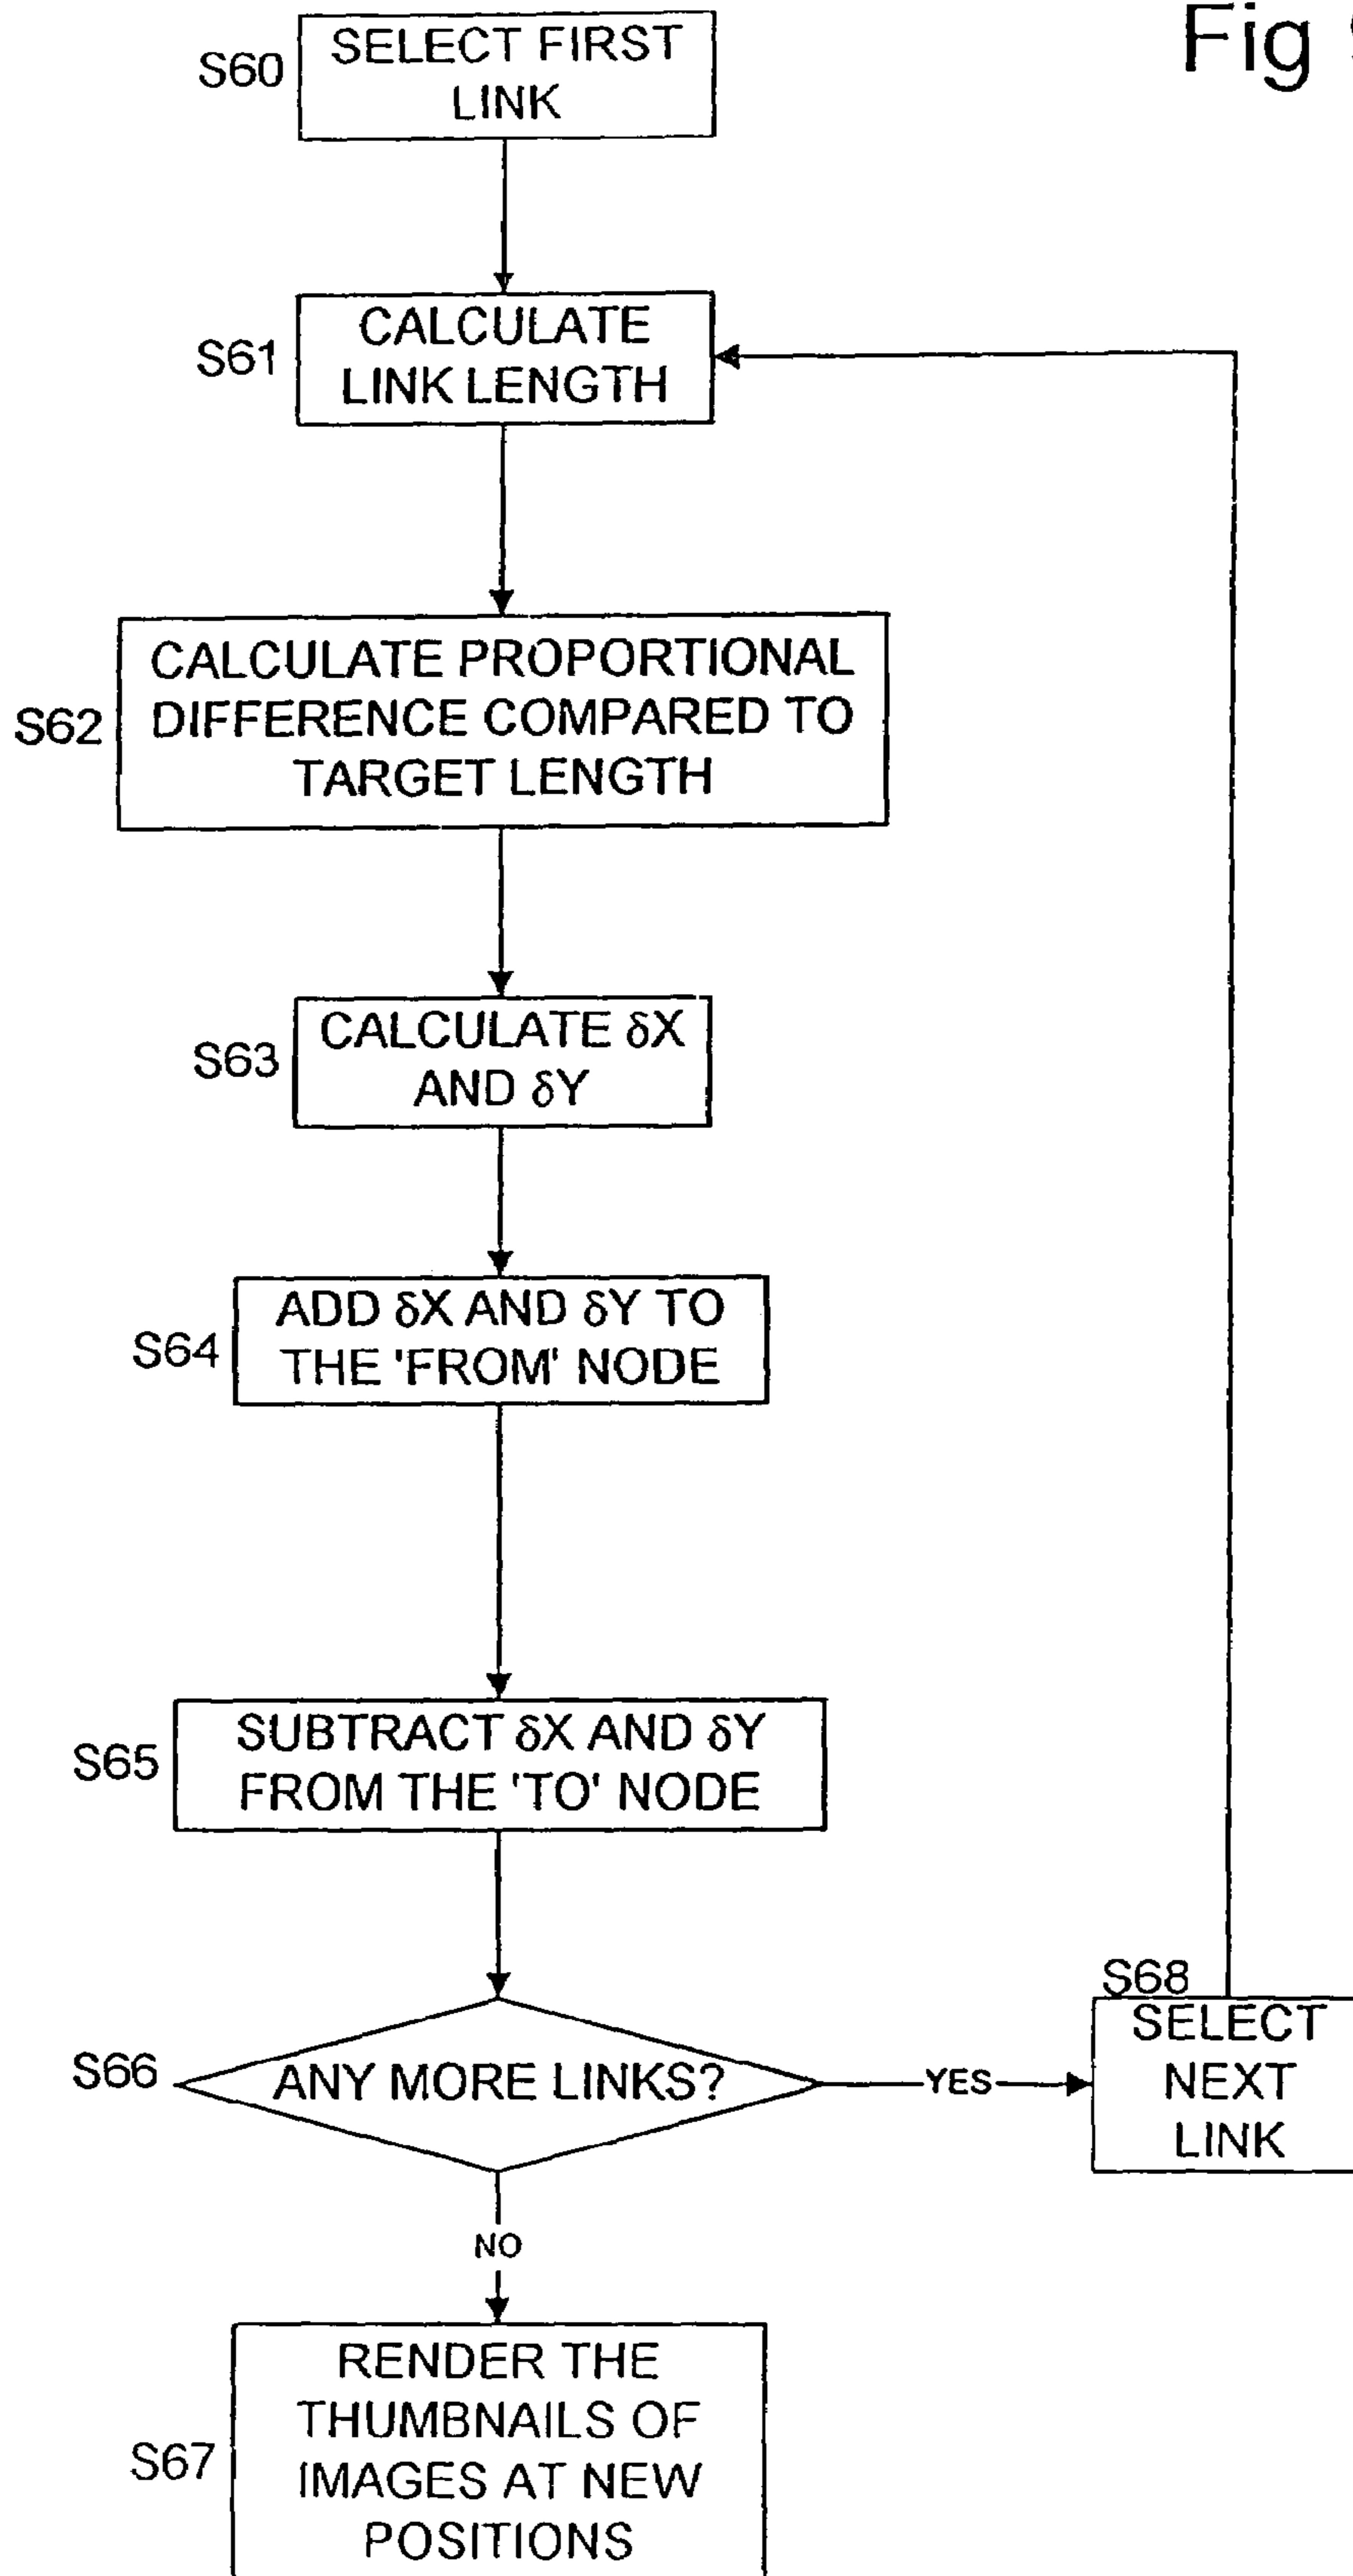 Fig
S60
SELECT FIRST
LINK
S61
CALCULATE
LINK LENGTH
S62
CALCULATE PROPORTIONAL
DIFFERENCE COMPARED TO
TARGET LENGTH
S63
CALCULATE δX
AND δY
S64
ADD δX AND δY TO
THE 'FROM' NODE
S65
SUBTRACT δX AND δY
FROM THE 'TO' NODE
S66
ANY MORE LINKS?
YES
S68
SELECT
NEXT
LINK
NO
S67
RENDER THE
THUMBNAILS OF
IMAGES AT NEW
POSITIONS